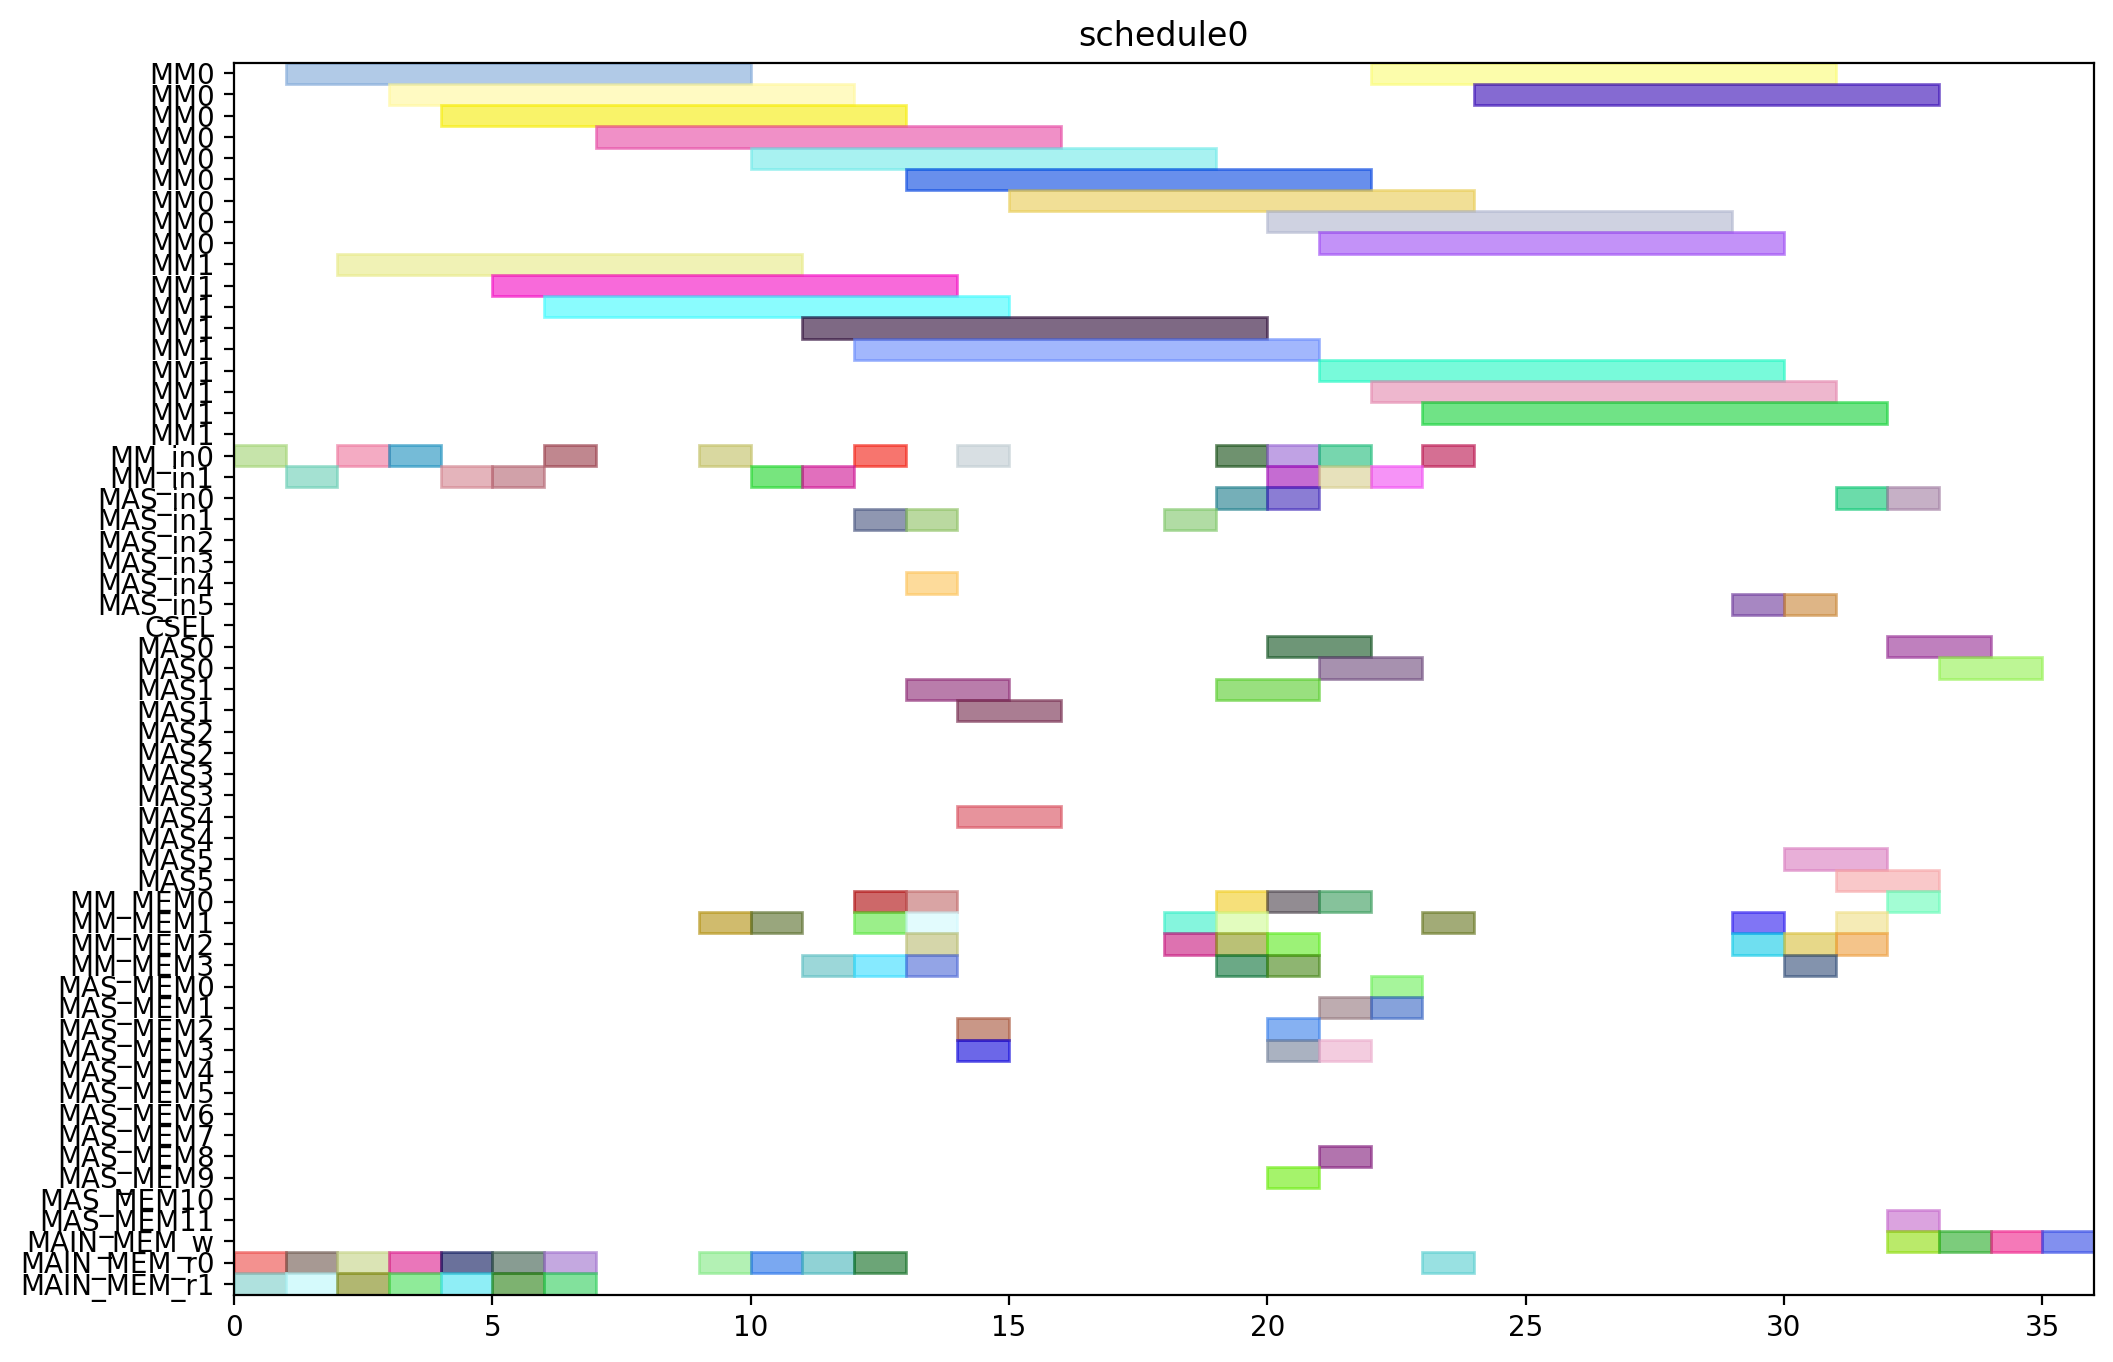 schedule0
MM0
MM0
MM0
MM0
MM0
MM0
MM0
MM0
MM0
MM1
MM1
MM1
MM1
MM1
MM1
MM1
MM1
MM1
MM_in0
MM_in1
MAS_in0
MAS_in1
MAS_in2
MAS_in3
MAS_in4
MAS_in5
CSEL
MAS0
MAS0
MAS1
MAS1
MAS2
MAS2
MAS3
MAS3
MAS4
MAS4
MAS5
MAS5
MM_MEM0
MM_MEM1
MM_MEM2
MM_MEM3
MAS_MEM0
MAS_MEM1
MAS_MEM2
MAS_MEM3
MAS_MEM4
MAS_MEM5
MAS_MEM6
MAS_MEM7
MAS_MEM8
MAS_MEM9
MAS_MEM10
MAS_MEM11
MAIN_MEM_w
MAIN_MEM_r0
MAIN_MEM_r1
0 5 10 15 20 25 30 35